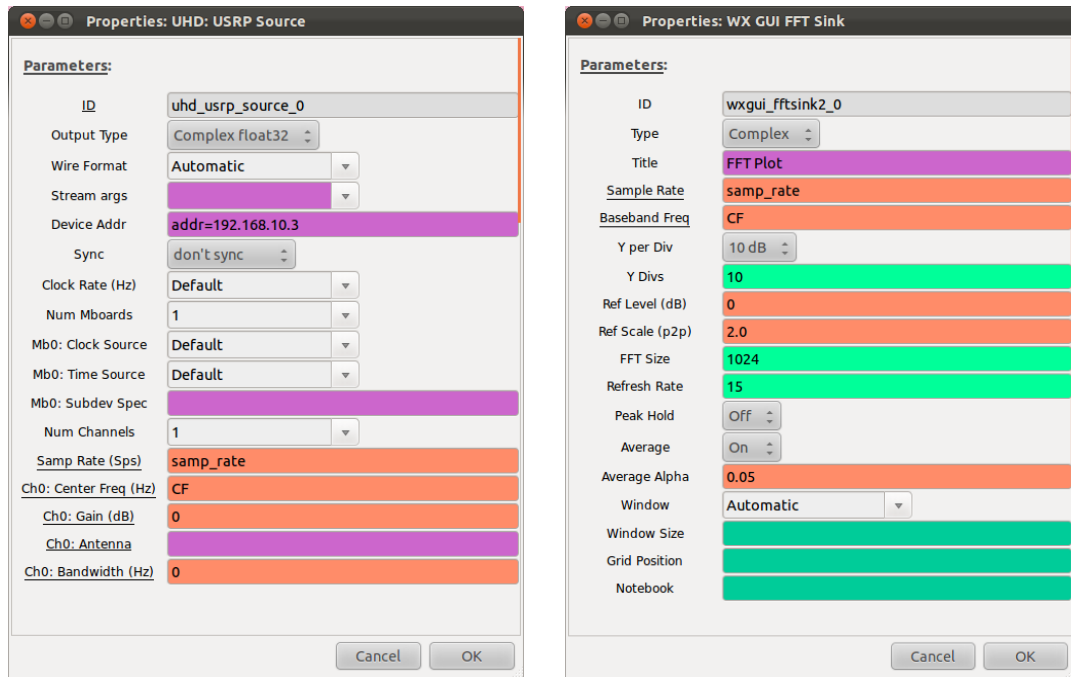 Properties: UHD: USRP Source
Parameters:
ID uhd_usrp_source_0
Output Type Complex float32
Wire Format Automatic
Stream args
Device Addr addr=192.168.10.3
Sync don't sync
Clock Rate (Hz) Default
Num Mboards 1
Mb0: Clock Source Default
Mb0: Time Source Default
Mb0: Subdev Spec
Num Channels 1
Samp Rate (Sps) samp_rate
Ch0: Center Freq (Hz) CF
Ch0: Gain (dB) 0
Ch0: Antenna
Ch0: Bandwidth (Hz) 0
Cancel OK
Properties: WX GUI FFT Sink
Parameters:
ID wxgui_fftsink2_0
Type Complex
Title FFT Plot
Sample Rate samp_rate
Baseband Freq CF
Y per Div 10 dB
Y Divs 10
Ref Level (dB) 0
Ref Scale (p2p) 2.0
FFT Size 1024
Refresh Rate 15
Peak Hold Off
Average On
Average Alpha 0.05
Window Automatic
Window Size
Grid Position
Notebook
Cancel OK